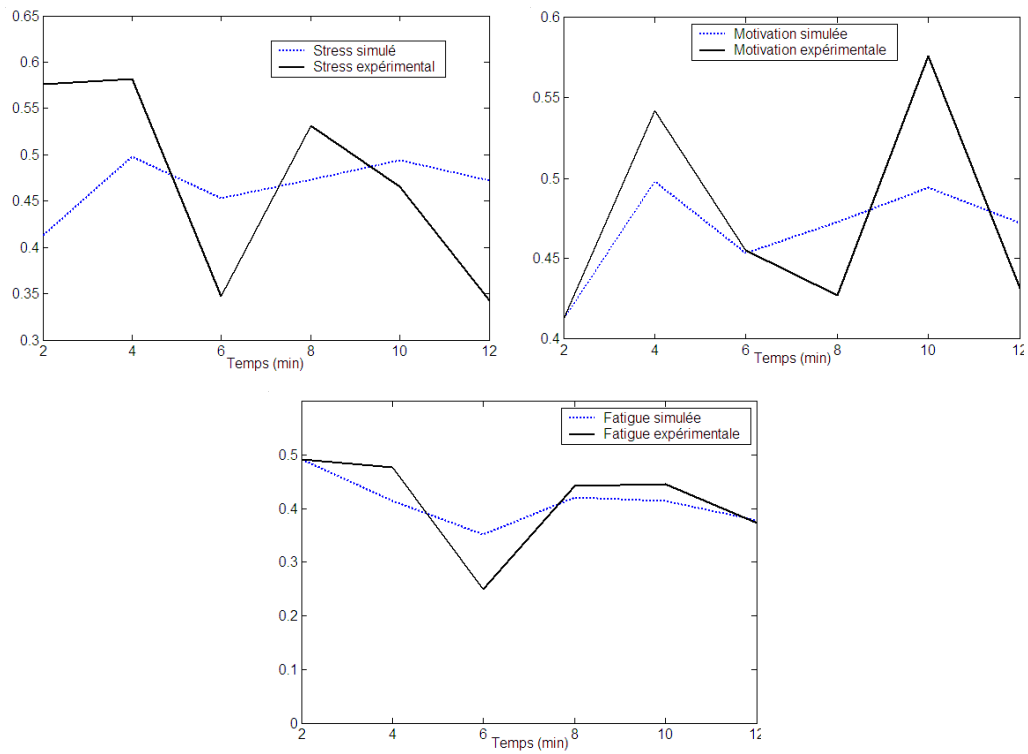 0.65
0.6
0.55
0.5
0.45
0.4
0.35
0.3
2 4 6 8 10 12
Temps (min)
Stress simulé
Stress expérimental
0.6
0.55
0.5
0.45
0.4
2 4 6 8 10 12
Temps (min)
Motivation simulée
Motivation expérimentale
0.5
0.4
0.3
0.2
0.1
0
2 4 6 8 10 12
Temps (min)
Fatigue simulée
Fatigue expérimentale